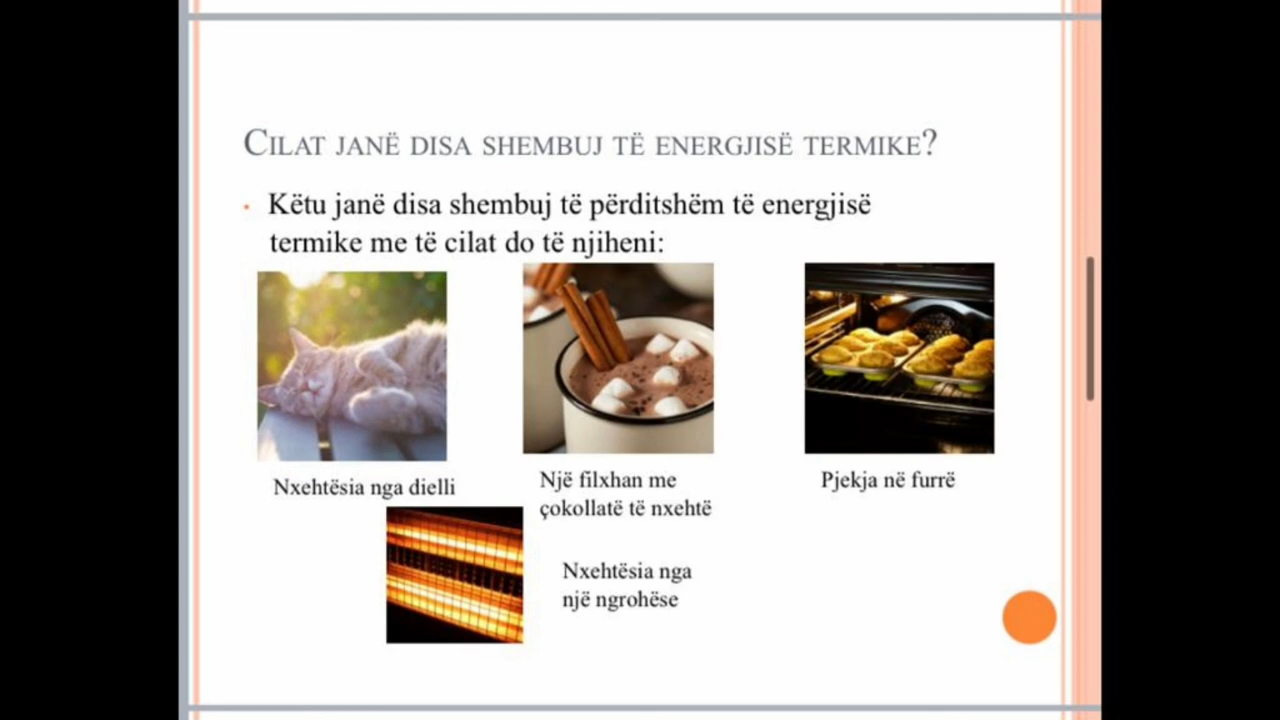 CILAT JANË DISA SHEMBUJ TË ENERGJISË TERMIKE?
• Këtu janë disa shembuj të përditshëm të energjisë
termike me të cilat do të njiheni:
Nxehtësia nga dielli
Një filxhan me
çokollatë të nxehtë
Pjekja në furrë
Nxehtësia nga
një ngrohëse